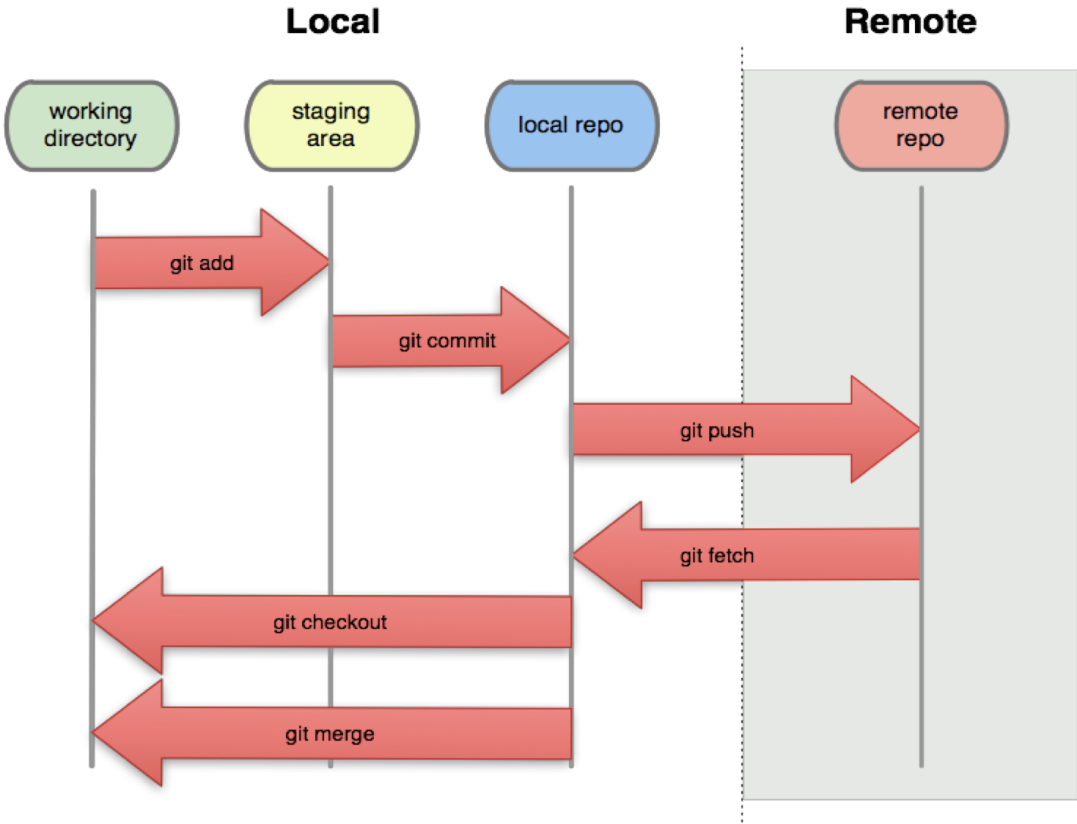 Local
Remote
working
directory
staging
area
local repo
remote
repo
git add
git commit
git push
git fetch
git checkout
git merge